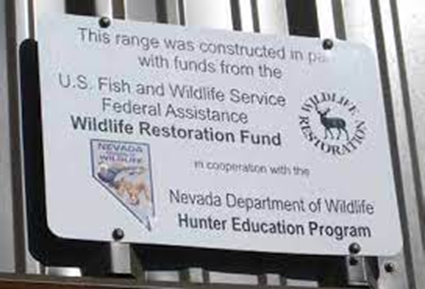 This range was constructed in pa
with funds from the
U.S. Fish and Wildlife Service
Federal Assistance
Wildlife Restoration Fund
WILDLIFE RESTORATION
in cooperation with the
NEVADA
WILDLIFE
Nevada Department of Wildlife
Hunter Education Program